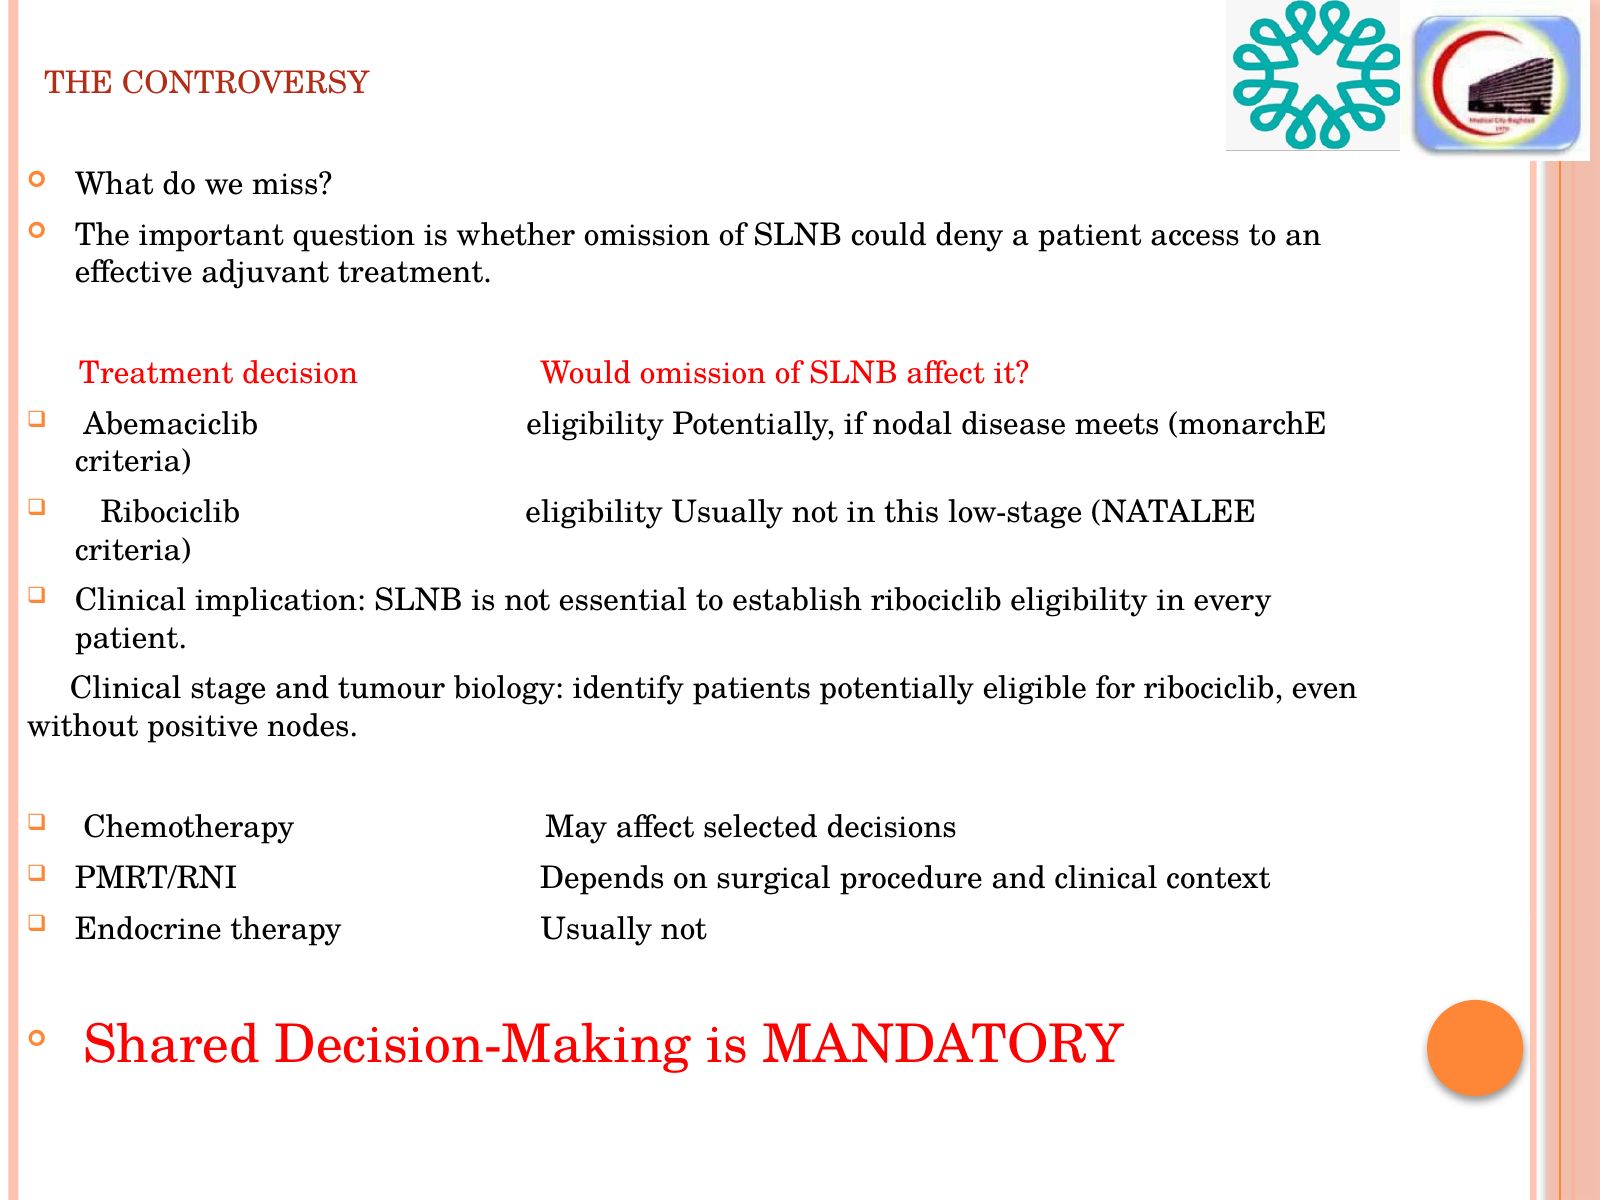 THE CONTROVERSY
Medical City-Baghdad
1970
What do we miss?
The important question is whether omission of SLNB could deny a patient access to an
effective adjuvant treatment.
Treatment decision Would omission of SLNB affect it?
Abemaciclib eligibility Potentially, if nodal disease meets (monarchE
criteria)
Ribociclib eligibility Usually not in this low-stage (NATALEE
criteria)
Clinical implication: SLNB is not essential to establish ribociclib eligibility in every
patient.
Clinical stage and tumour biology: identify patients potentially eligible for ribociclib, even
without positive nodes.
Chemotherapy May affect selected decisions
PMRT/RNI Depends on surgical procedure and clinical context
Endocrine therapy Usually not
Shared Decision-Making is MANDATORY